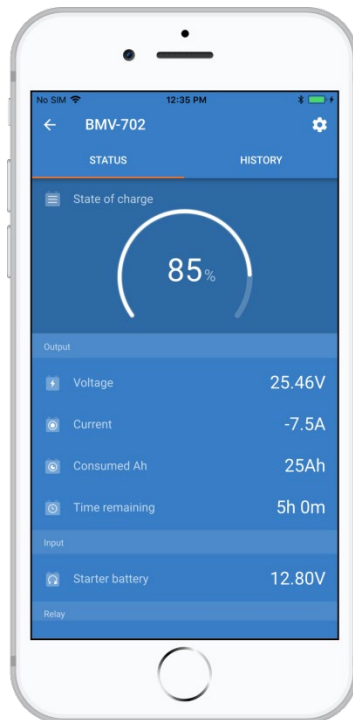 No SIM 12:35 PM
BMV-702
STATUS HISTORY
State of charge
85%
Output
Voltage 25.46V
Current -7.5A
Consumed Ah 25Ah
Time remaining 5h 0m
Input
Starter battery 12.80V
Relay